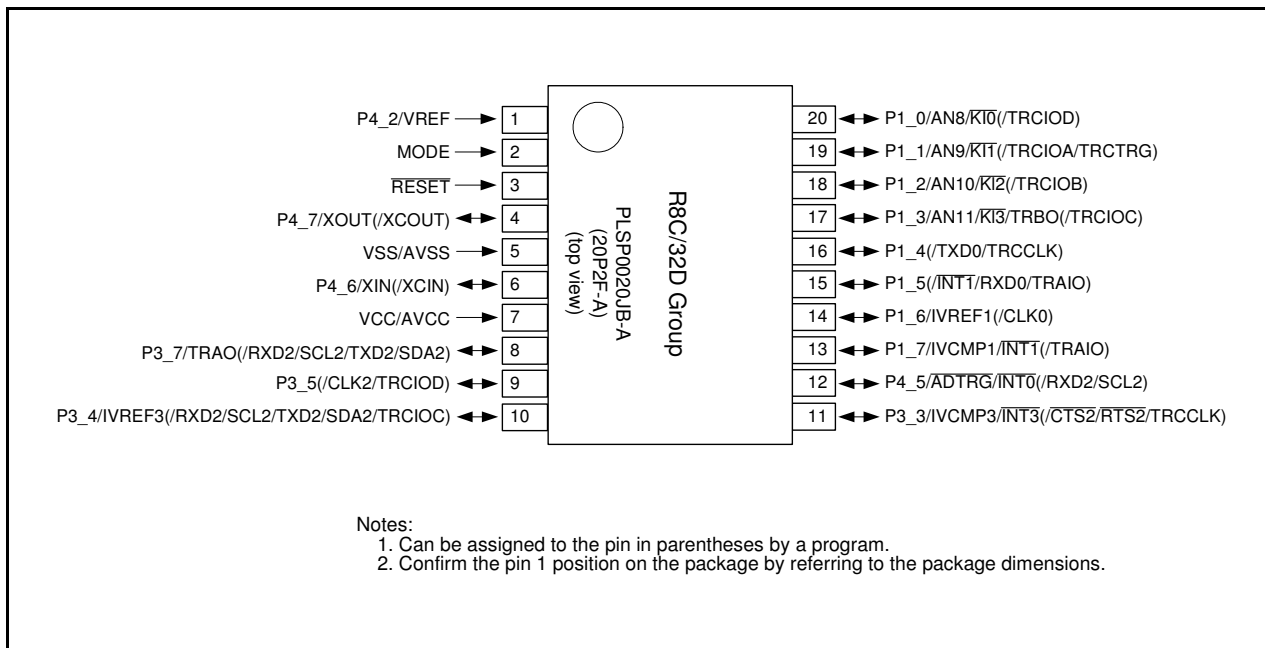 P4_2/VREF 1
MODE 2
RESET 3
P4_7/XOUT(/XCOUT) 4
VSS/AVSS 5
P4_6/XIN(/XCIN) 6
VCC/AVCC 7
P3_7/TRAO(/RXD2/SCL2/TXD2/SDA2) 8
P3_5(/CLK2/TRCIOD) 9
P3_4/IVREF3(/RXD2/SCL2/TXD2/SDA2/TRCIOC) 10
R8C/32D Group
PLSP0020JB-A
(20P2F-A)
(top view)
20 P1_0/AN8/KI0(/TRCIOD)
19 P1_1/AN9/KI1(/TRCIOA/TRCTRG)
18 P1_2/AN10/KI2(/TRCIOB)
17 P1_3/AN11/KI3/TRBO(/TRCIOC)
16 P1_4(/TXD0/TRCCLK)
15 P1_5(/INT1/RXD0/TRAIO)
14 P1_6/IVREF1(/CLK0)
13 P1_7/IVCMP1/INT1(/TRAIO)
12 P4_5/ADTRG/INT0(/RXD2/SCL2)
11 P3_3/IVCMP3/INT3(/CTS2/RTS2/TRCCLK)
Notes:
1. Can be assigned to the pin in parentheses by a program.
2. Confirm the pin 1 position on the package by referring to the package dimensions.